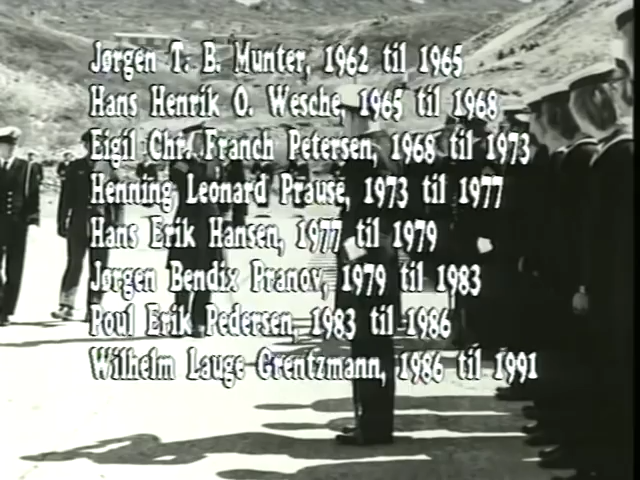 Jørgen T. B. Munter, 1962 til 1965
Hans Henrik O. Wesche, 1965 til 1968
Eigil Chr. Franch Petersen, 1968 til 1973
Henning Leonard Prause, 1973 til 1977
Hans Erik Hansen, 1977 til 1979
Jørgen Bendix Pranov, 1979 til 1983
Poul Erik Pedersen, 1983 til 1986
Wilhelm Lauge Grentzmann, 1986 til 1991